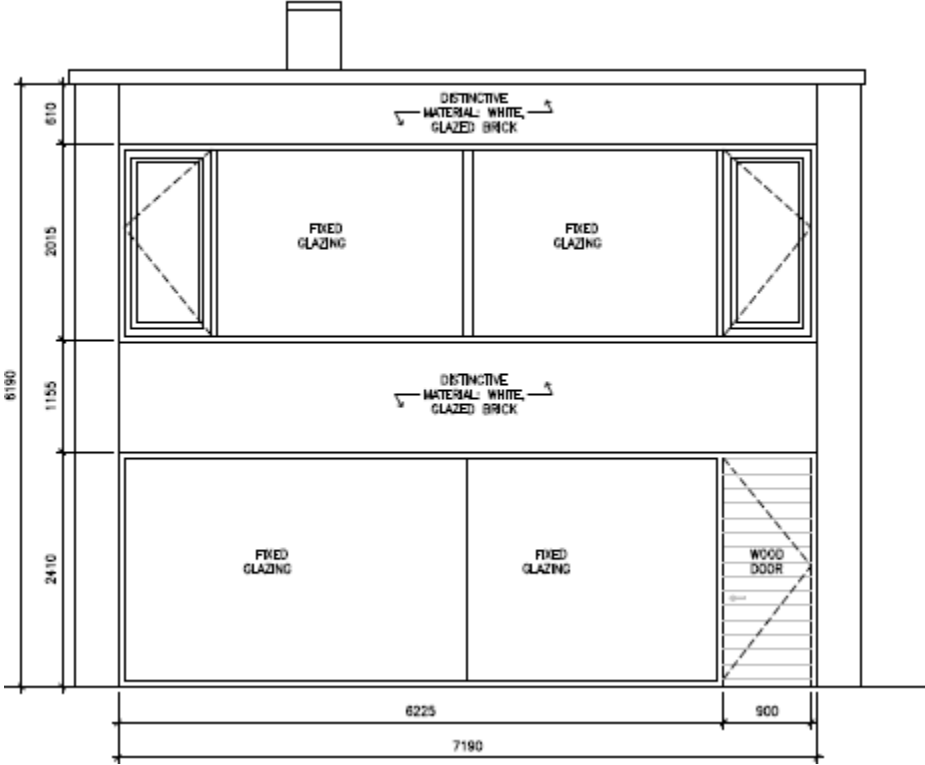 DISTINCTIVE
MATERIAL: WHITE,
GLAZED BRICK
610
FIXED
GLAZING
FIXED
GLAZING
2015
DISTINCTIVE
MATERIAL: WHITE,
GLAZED BRICK
6190
1155
FIXED
GLAZING
FIXED
GLAZING
WOOD
DOOR
2410
6225
900
7190